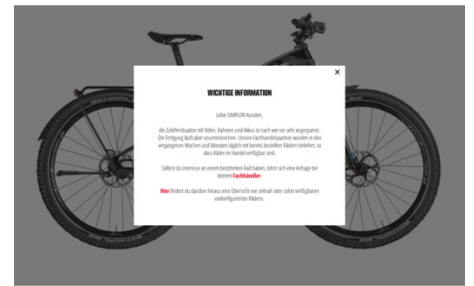 WICHTIGE INFORMATION
Liebe SIMPLON Kunden,
die Zuliefersituation mit Teilen, Rahmen und Akkus ist nach wie vor sehr angespannt.
Die Fertigung läuft aber ununterbrochen. Unsere Fachhandelspartner wurden in den
vergangenen Wochen und Monaten täglich mit bereits bestellten Rädern beliefert, so
dass Räder im Handel verfügbar sind.
Solltest du Interesse an einem bestimmten Rad haben, lohnt sich eine Anfrage bei
deinem Fachhändler.
Hier findest du darüber hinaus eine Übersicht von zeitnah oder sofort verfügbaren
vorkonfigurierten Rädern.